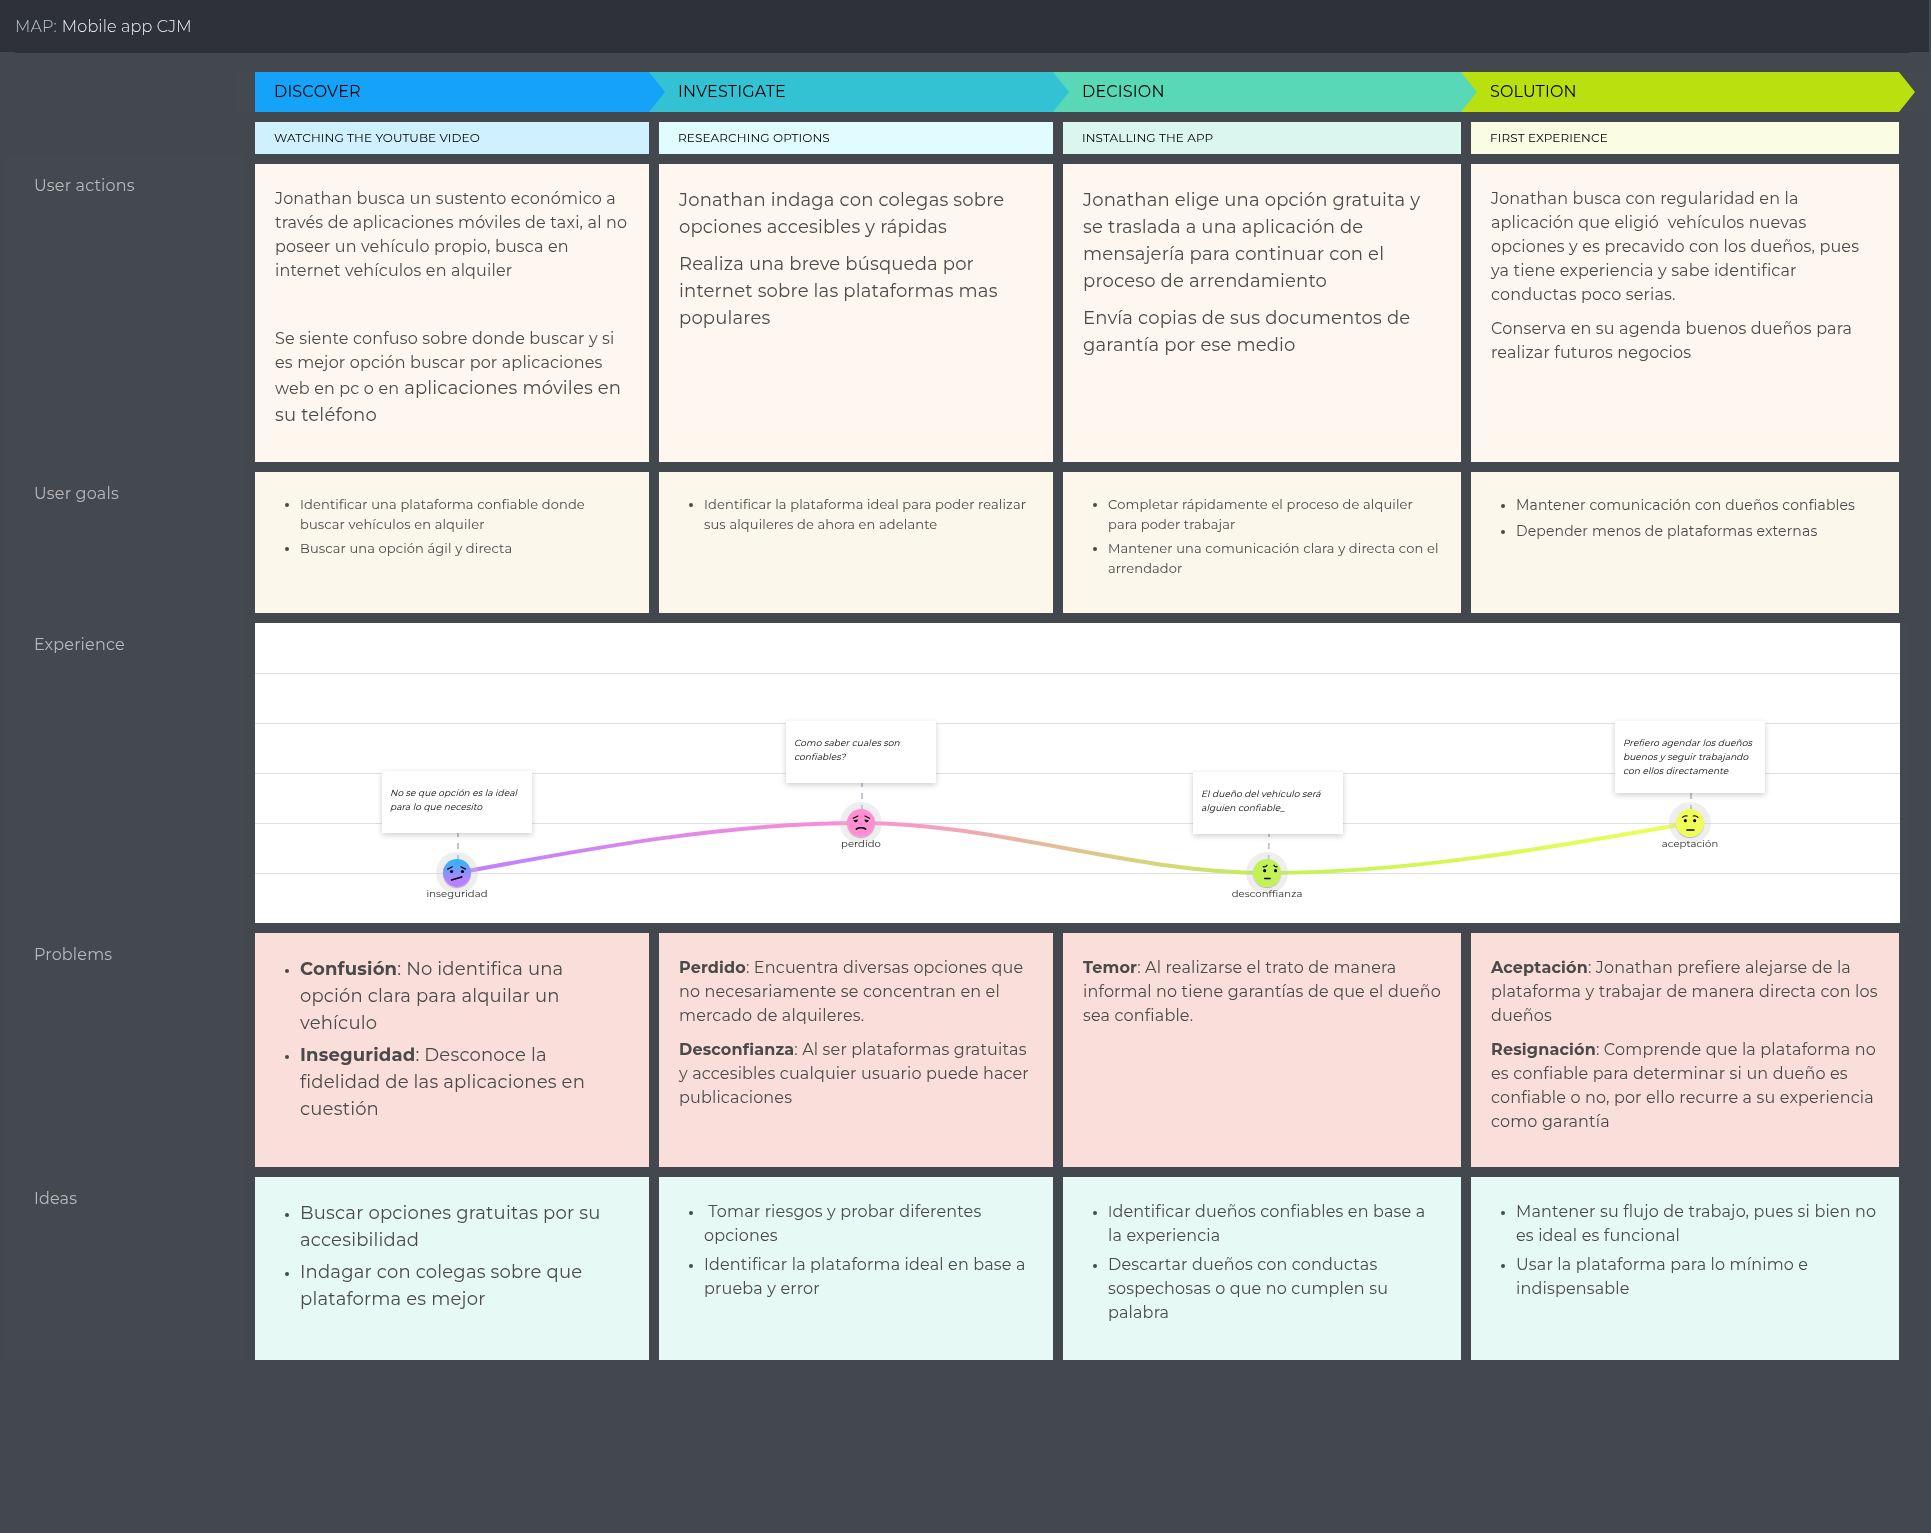 MAP: Mobile app CJM
DISCOVER
INVESTIGATE
DECISION
SOLUTION
WATCHING THE YOUTUBE VIDEO
RESEARCHING OPTIONS
INSTALLING THE APP
FIRST EXPERIENCE
User actions
Jonathan busca un sustento económico a
través de aplicaciones móviles de taxi, al no
poseer un vehículo propio, busca en
internet vehículos en alquiler
Se siente confuso sobre donde buscar y si
es mejor opción buscar por aplicaciones
web en pc o en aplicaciones móviles en
su teléfono
Jonathan indaga con colegas sobre
opciones accesibles y rápidas
Realiza una breve búsqueda por
internet sobre las plataformas mas
populares
Jonathan elige una opción gratuita y
se traslada a una aplicación de
mensajería para continuar con el
proceso de arrendamiento
Envía copias de sus documentos de
garantía por ese medio
Jonathan busca con regularidad en la
aplicación que eligió vehículos nuevas
opciones y es precavido con los dueños, pues
ya tiene experiencia y sabe identificar
conductas poco serias.
Conserva en su agenda buenos dueños para
realizar futuros negocios
User goals
• Identificar una plataforma confiable donde
buscar vehículos en alquiler
• Buscar una opción ágil y directa
• Identificar la plataforma ideal para poder realizar
sus alquileres de ahora en adelante
• Completar rápidamente el proceso de alquiler
para poder trabajar
• Mantener una comunicación clara y directa con el
arrendador
• Mantener comunicación con dueños confiables
• Depender menos de plataformas externas
Experience
No se que opción es la ideal
para lo que necesito
inseguridad
Como saber cuales son
confiables?
perdido
El dueño del vehículo será
alguien confiable_
desconffianza
Prefiero agendar los dueños
buenos y seguir trabajando
con ellos directamente
aceptación
Problems
• Confusión: No identifica una
opción clara para alquilar un
vehículo
• Inseguridad: Desconoce la
fidelidad de las aplicaciones en
cuestión
Perdido: Encuentra diversas opciones que
no necesariamente se concentran en el
mercado de alquileres.
Desconfianza: Al ser plataformas gratuitas
y accesibles cualquier usuario puede hacer
publicaciones
Temor: Al realizarse el trato de manera
informal no tiene garantías de que el dueño
sea confiable.
Aceptación: Jonathan prefiere alejarse de la
plataforma y trabajar de manera directa con los
dueños
Resignación: Comprende que la plataforma no
es confiable para determinar si un dueño es
confiable o no, por ello recurre a su experiencia
como garantía
Ideas
• Buscar opciones gratuitas por su
accesibilidad
• Indagar con colegas sobre que
plataforma es mejor
• Tomar riesgos y probar diferentes
opciones
• Identificar la plataforma ideal en base a
prueba y error
• Identificar dueños confiables en base a
la experiencia
• Descartar dueños con conductas
sospechosas o que no cumplen su
palabra
• Mantener su flujo de trabajo, pues si bien no
es ideal es funcional
• Usar la plataforma para lo mínimo e
indispensable